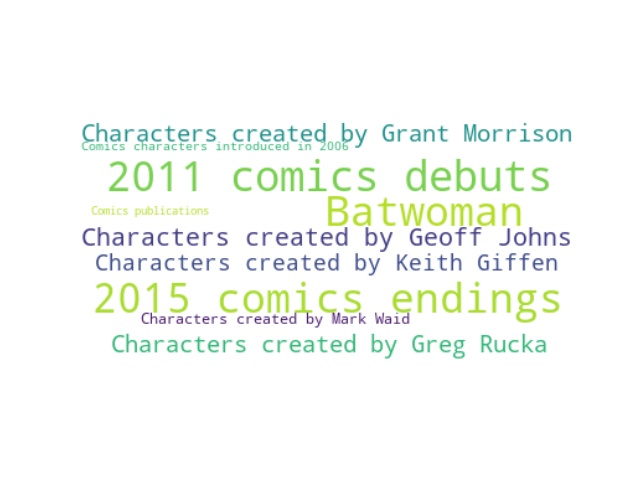 Characters created by Grant Morrison
Comics characters introduced in 2006
2011 comics debuts
Comics publications
Batwoman
Characters created by Geoff Johns
Characters created by Keith Giffen
2015 comics endings
Characters created by Mark Waid
Characters created by Greg Rucka